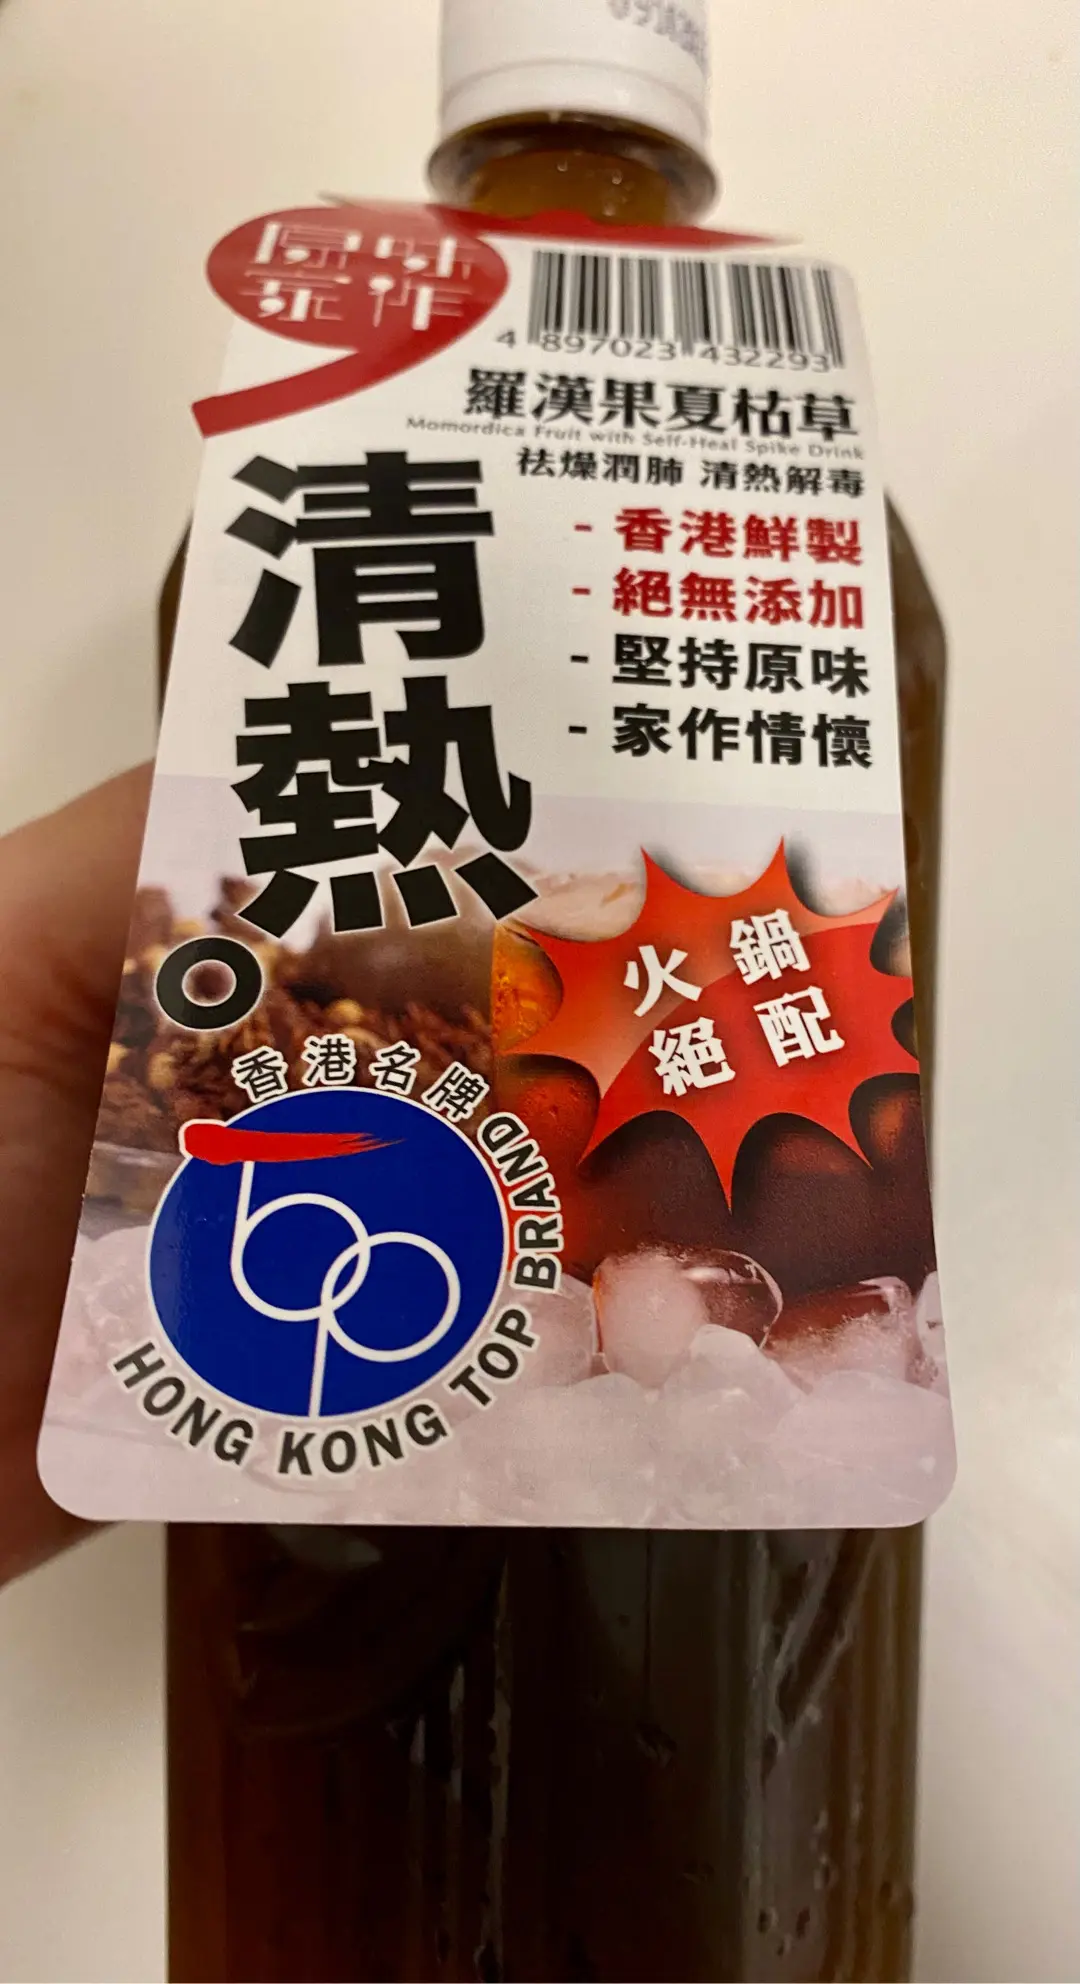 原味
家作
4 897023 432293
羅漢果夏枯草
Momordica Fruit with Self-Heal Spike Drink
祛燥潤肺 清熱解毒
清熱。
- 香港鮮製
- 絕無添加
- 堅持原味
- 家作情懷
火鍋
絕配
香港名牌
top
HONG KONG TOP BRAND